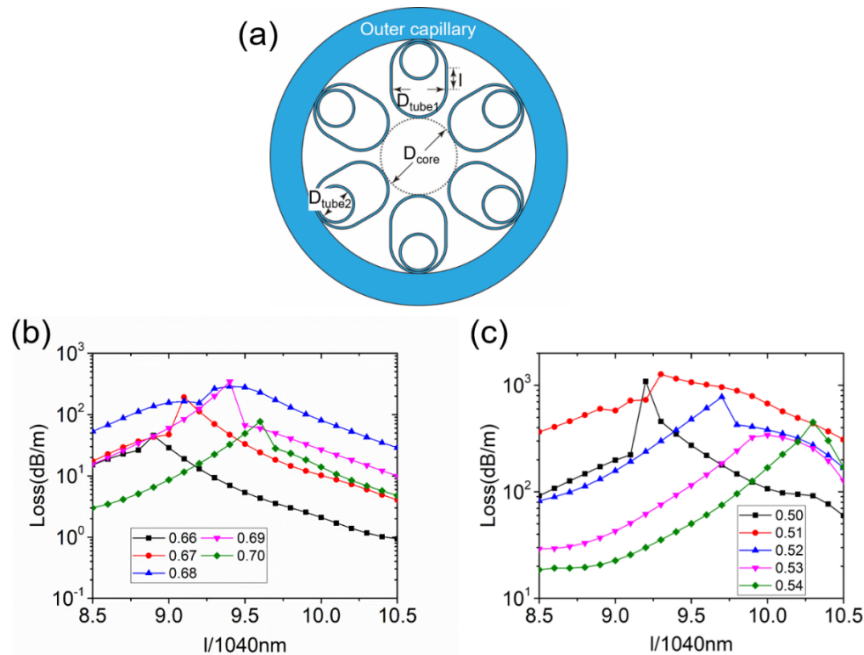 (a)
Outer capillary
l
Dtube1
Dcore
Dtube2
(b)
Loss(dB/m)
10^3
10^2
10^1
10^0
10^-1
0.66
0.67
0.68
0.69
0.70
8.5 9.0 9.5 10.0 10.5
l/1040nm
(c)
Loss(dB/m)
10^3
10^2
10^1
0.50
0.51
0.52
0.53
0.54
8.5 9.0 9.5 10.0 10.5
l/1040nm